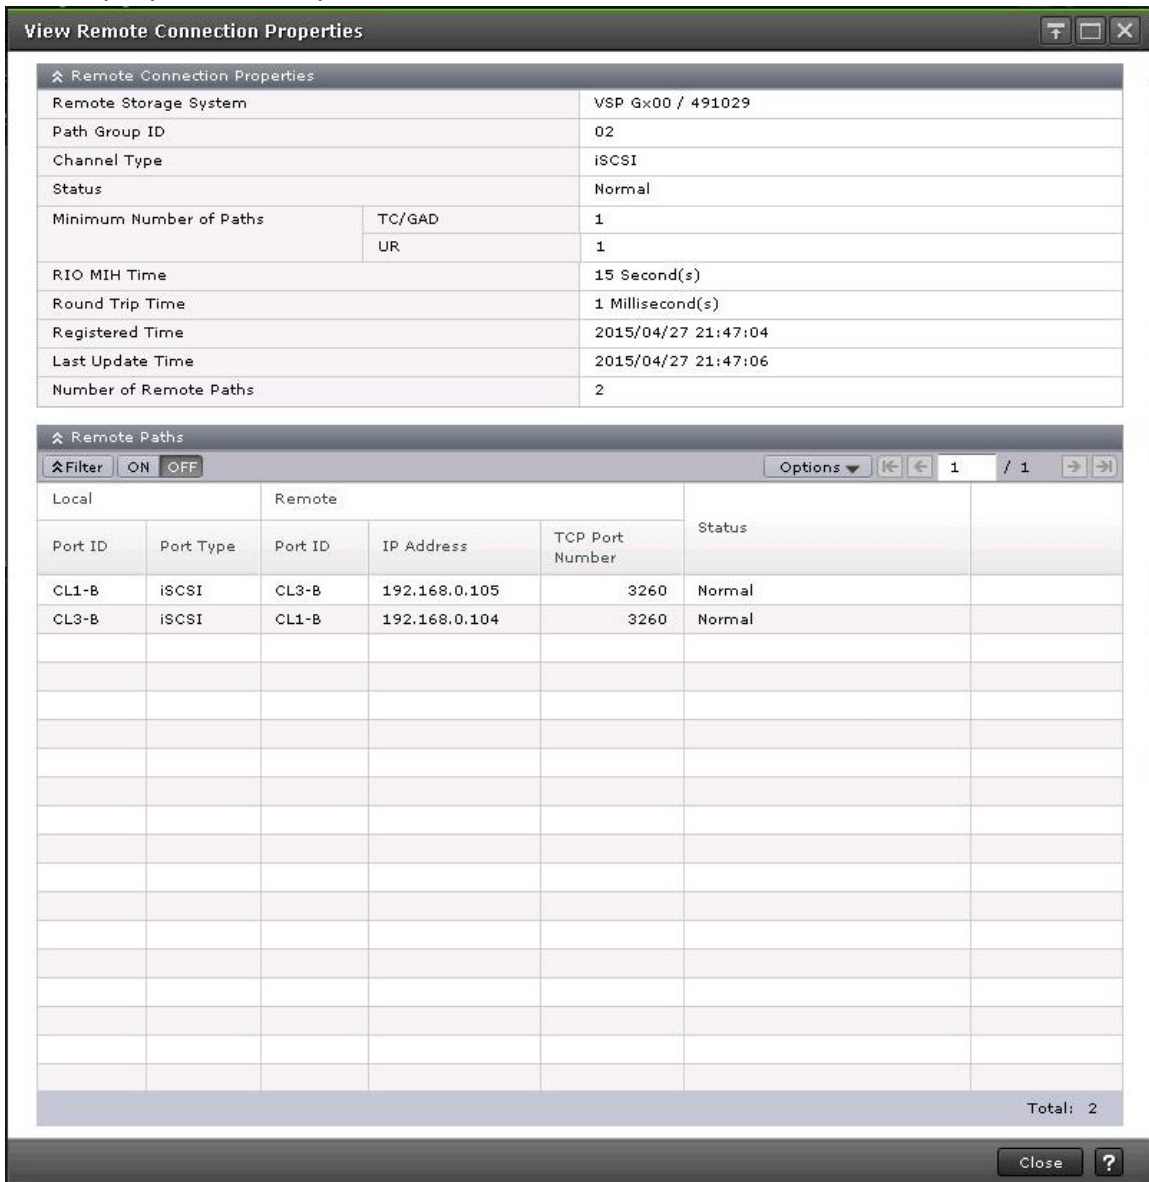 View Remote Connection Properties
Remote Connection Properties
Remote Storage System VSP Gx00 / 491029
Path Group ID 02
Channel Type iSCSI
Status Normal
Minimum Number of Paths TC/GAD 1
UR 1
RIO MIH Time 15 Second(s)
Round Trip Time 1 Millisecond(s)
Registered Time 2015/04/27 21:47:04
Last Update Time 2015/04/27 21:47:06
Number of Remote Paths 2
Remote Paths
Filter ON OFF Options 1 / 1
Local Remote
Status
Port ID Port Type Port ID IP Address TCP Port Number
CL1-B iSCSI CL3-B 192.168.0.105 3260 Normal
CL3-B iSCSI CL1-B 192.168.0.104 3260 Normal
Total: 2
Close ?